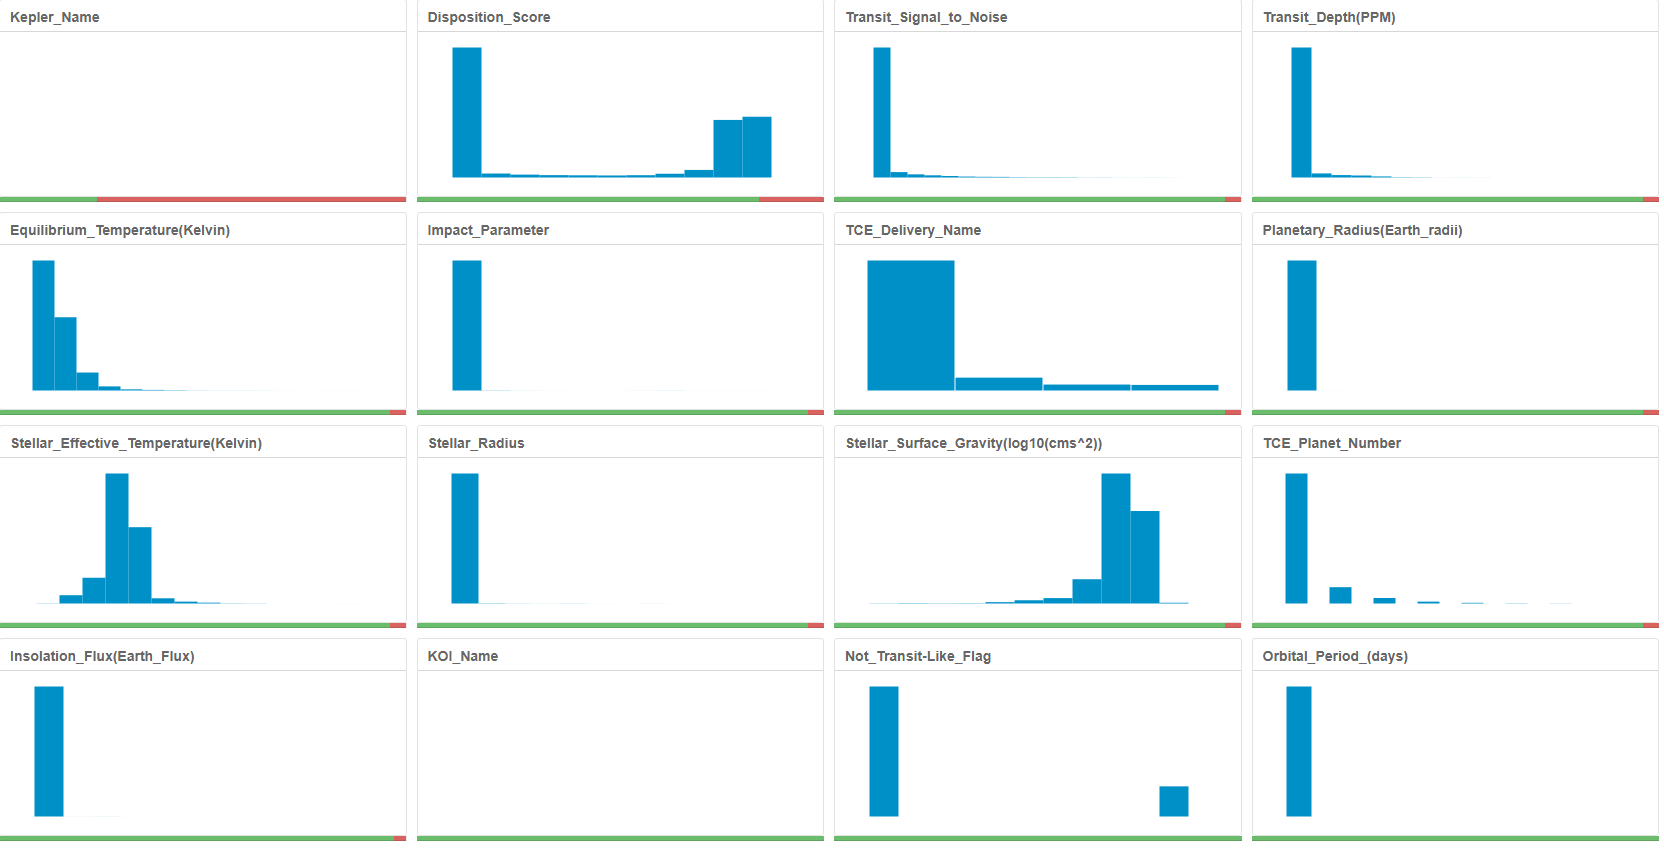 Kepler_Name
Disposition_Score
Transit_Signal_to_Noise
Transit_Depth(PPM)
Equilibrium_Temperature(Kelvin)
Impact_Parameter
TCE_Delivery_Name
Planetary_Radius(Earth_radii)
Stellar_Effective_Temperature(Kelvin)
Stellar_Radius
Stellar_Surface_Gravity(log10(cms^2))
TCE_Planet_Number
Insolation_Flux(Earth_Flux)
KOI_Name
Not_Transit-Like_Flag
Orbital_Period_(days)